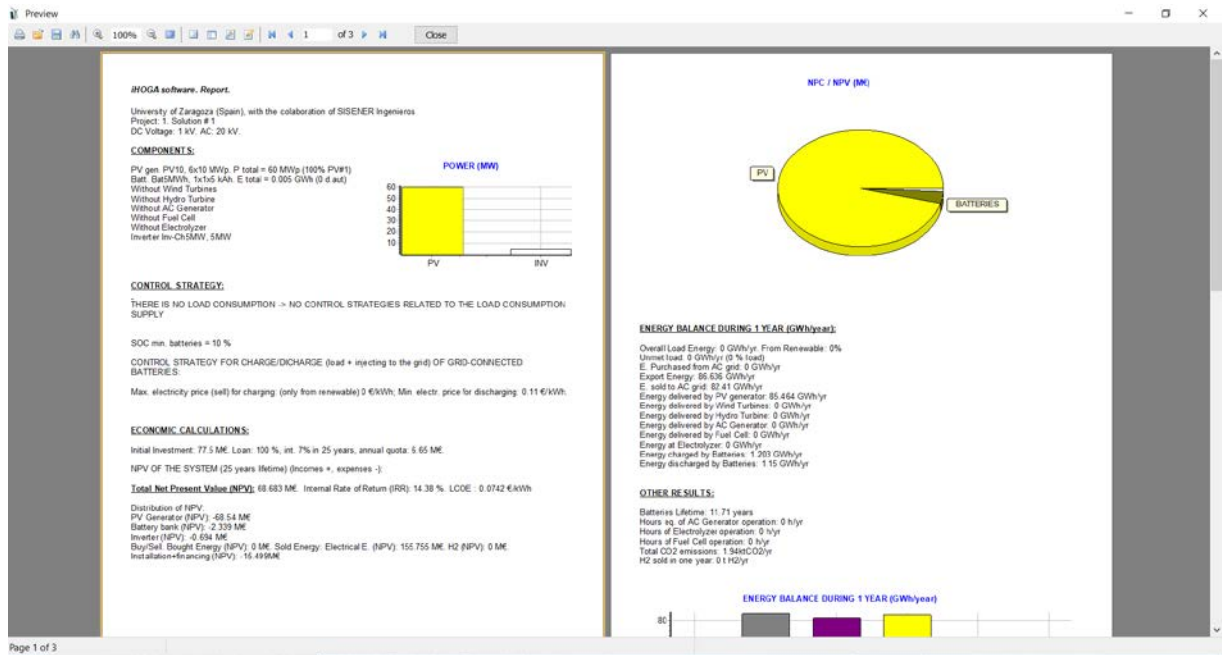 Preview
100%
1
of 3
Close
iHOGA software. Report.
University of Zaragoza (Spain), with the colaboration of SISENER Ingenieros
Project: 1. Solution # 1
DC Voltage: 1 kV. AC: 20 kV.
COMPONENTS:
PV gen. PV10, 6x10 MWp. P total = 60 MWp (100% PV#1)
Batt. Bat5MWh, 1x1x5 kAh. E total = 0.005 GWh (0 d.aut)
Without Wind Turbines
Without Hydro Turbine
Without AC Generator
Without Fuel Cell
Without Electrolyzer
Inverter Inv-Ch5MW, 5MW
POWER (MW)
60
50
40
30
20
10
PV
INV
CONTROL STRATEGY:
THERE IS NO LOAD CONSUMPTION -> NO CONTROL STRATEGIES RELATED TO THE LOAD CONSUMPTION
SUPPLY
SOC min. batteries = 10 %
CONTROL STRATEGY FOR CHARGE/DICHARGE (load + injecting to the grid) OF GRID-CONNECTED
BATTERIES:
Max. electricity price (sell) for charging: (only from renewable) 0 €/kWh; Min. electr. price for discharging: 0.11 €/kWh.
ECONOMIC CALCULATIONS:
Initial Investment: 77.5 M€. Loan: 100 %, int. 7% in 25 years, annual quota: 6.65 M€.
NPV OF THE SYSTEM (25 years lifetime) (Incomes +, expenses -):
Total Net Present Value (NPV): 68.683 M€. Internal Rate of Return (IRR): 14.38 %. LCOE : 0.0742 €/kWh
Distribution of NPV:
PV Generator (NPV): -68.54 M€
Battery bank (NPV): -2.339 M€
Inverter (NPV): -0.694 M€
Buy/Sell. Bought Energy (NPV): 0 M€. Sold Energy: Electrical E. (NPV): 155.755 M€. H2 (NPV): 0 M€.
Installation+financing (NPV): -15.499M€
NPC / NPV (M€)
PV
BATTERIES
ENERGY BALANCE DURING 1 YEAR (GWh/year):
Overall Load Energy: 0 GWh/yr. From Renewable: 0%
Unmet load: 0 GWh/yr (0 % load)
E. Purchased from AC grid: 0 GWh/yr
Export Energy: 86.636 GWh/yr
E. sold to AC grid: 82.41 GWh/yr
Energy delivered by PV generator: 85.464 GWh/yr
Energy delivered by Wind Turbines: 0 GWh/yr
Energy delivered by Hydro Turbine: 0 GWh/yr
Energy delivered by AC Generator: 0 GWh/yr
Energy delivered by Fuel Cell: 0 GWh/yr
Energy at Electrolyzer: 0 GWh/yr
Energy charged by Batteries: 1.203 GWh/yr
Energy discharged by Batteries: 1.15 GWh/yr
OTHER RESULTS:
Batteries Lifetime: 11.71 years
Hours eq. of AC Generator operation: 0 h/yr
Hours of Electrolyzer operation: 0 h/yr
Hours of Fuel Cell operation: 0 h/yr
Total CO2 emissions: 1.94ktCO2/yr
H2 sold in one year: 0 t H2/yr
ENERGY BALANCE DURING 1 YEAR (GWh/year)
80
Page 1 of 3